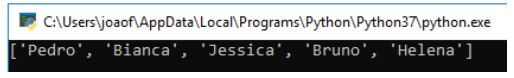 C:\Users\joaof\AppData\Local\Programs\Python\Python37\python.exe
['Pedro', 'Bianca', 'Jessica', 'Bruno', 'Helena']